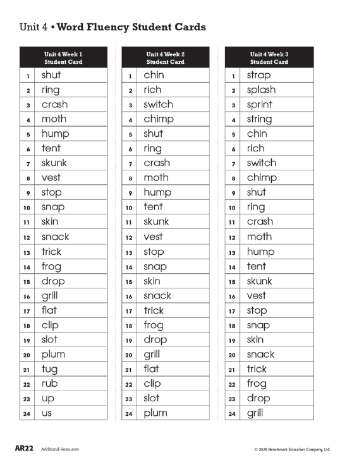 Unit 4 • Word Fluency Student Cards
Unit 4 Week 1
Student Card
1 shut
2 ring
3 crash
4 moth
5 hump
6 tent
7 skunk
8 vest
9 stop
10 snap
11 skin
12 snack
13 trick
14 frog
15 drop
16 grill
17 flat
18 clip
19 slot
20 plum
21 tug
22 rub
23 up
24 us
Unit 4 Week 2
Student Card
1 chin
2 rich
3 switch
4 chimp
5 shut
6 ring
7 crash
8 moth
9 hump
10 tent
11 skunk
12 vest
13 stop
14 snap
15 skin
16 snack
17 trick
18 frog
19 drop
20 grill
21 flat
22 clip
23 slot
24 plum
Unit 4 Week 3
Student Card
1 strap
2 splash
3 sprint
4 string
5 chin
6 rich
7 switch
8 chimp
9 shut
10 ring
11 crash
12 moth
13 hump
14 tent
15 skunk
16 vest
17 stop
18 snap
19 skin
20 snack
21 trick
22 frog
23 drop
24 grill
AR22 Additional Resources
Benchmark Education Company, LLC